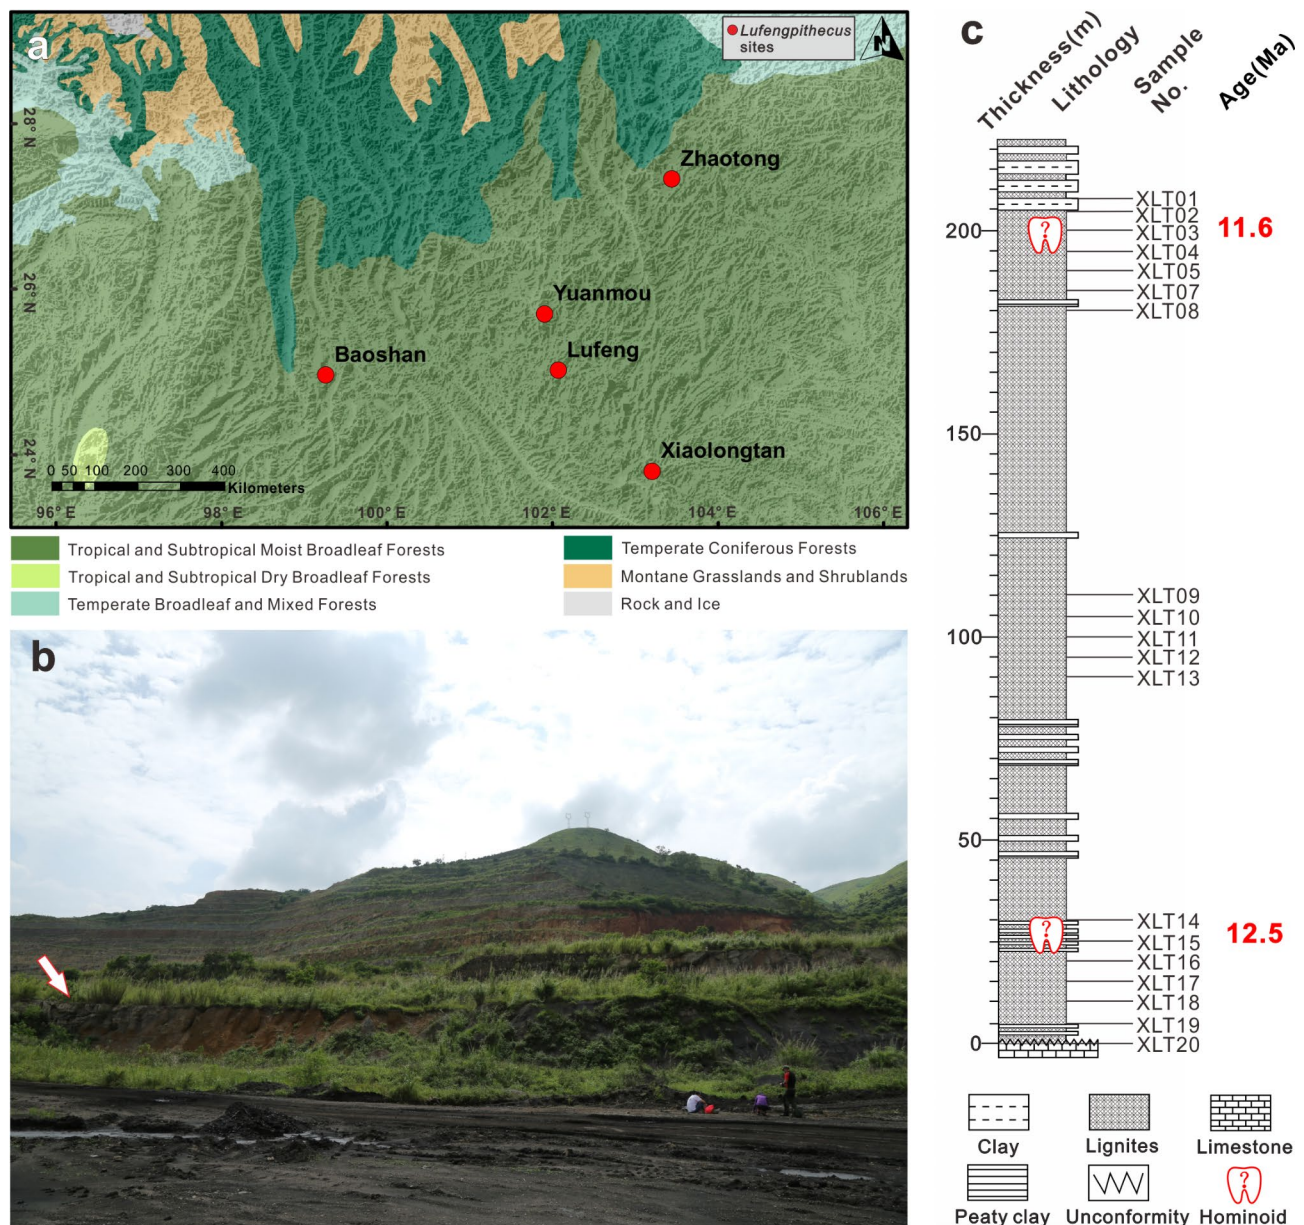 a
Lufengpithecus
sites
N
28° N
26° N
24° N
Zhaotong
Yuanmou
Lufeng
Baoshan
Xiaolongtan
0 50 100 200 300 400
Kilometers
96° E 98° E 100° E 102° E 104° E 106° E
Tropical and Subtropical Moist Broadleaf Forests
Tropical and Subtropical Dry Broadleaf Forests
Temperate Broadleaf and Mixed Forests
Temperate Coniferous Forests
Montane Grasslands and Shrublands
Rock and Ice
b
c
Thickness(m)
Lithology
Sample
No.
Age(Ma)
XLT01
XLT02
200 ? XLT03 11.6
XLT04
XLT05
XLT07
XLT08
150
XLT09
XLT10
100 XLT11
XLT12
XLT13
50
XLT14
? XLT15 12.5
XLT16
XLT17
XLT18
XLT19
0 XLT20
Clay Lignites Limestone
?
Peaty clay Unconformity Hominoid